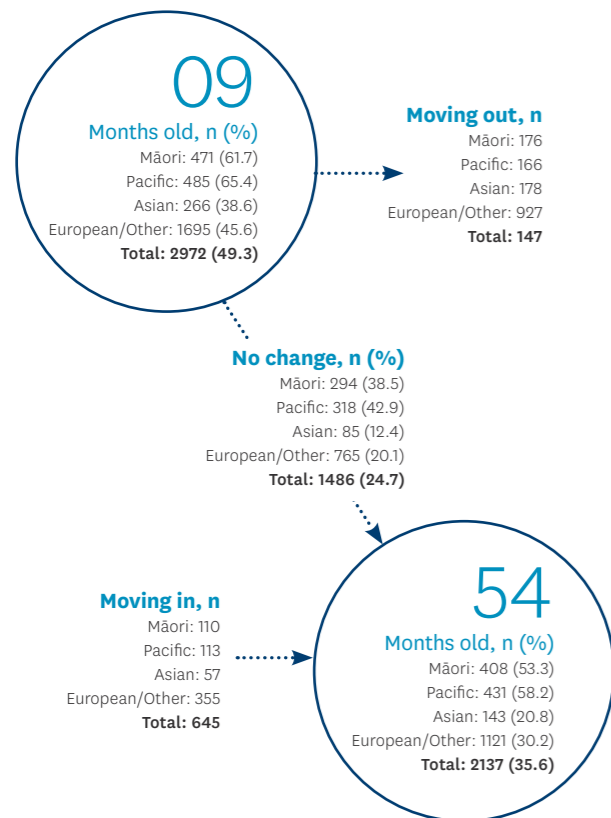 09
Months old, n (%)
Māori: 471 (61.7)
Pacific: 485 (65.4)
Asian: 266 (38.6)
European/Other: 1695 (45.6)
Total: 2972 (49.3)
Moving out, n
Māori: 176
Pacific: 166
Asian: 178
European/Other: 927
Total: 147
No change, n (%)
Māori: 294 (38.5)
Pacific: 318 (42.9)
Asian: 85 (12.4)
European/Other: 765 (20.1)
Total: 1486 (24.7)
Moving in, n
Māori: 110
Pacific: 113
Asian: 57
European/Other: 355
Total: 645
54
Months old, n (%)
Māori: 408 (53.3)
Pacific: 431 (58.2)
Asian: 143 (20.8)
European/Other: 1121 (30.2)
Total: 2137 (35.6)